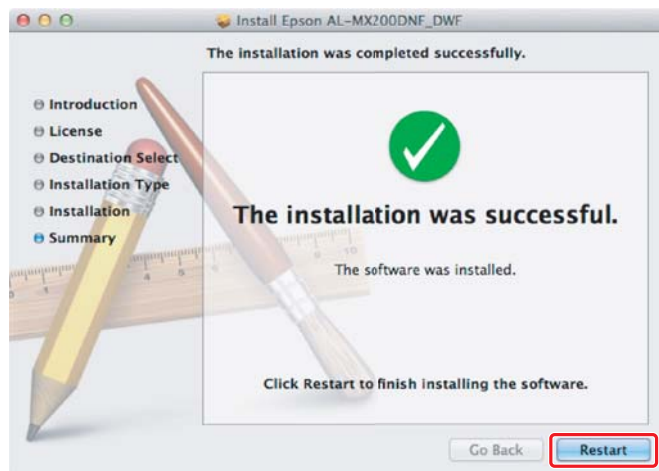 Install Epson AL-MX200DNF_DWF
The installation was completed successfully.
Introduction
License
Destination Select
Installation Type
Installation
Summary
The installation was successful.
The software was installed.
Click Restart to finish installing the software.
Go Back
Restart